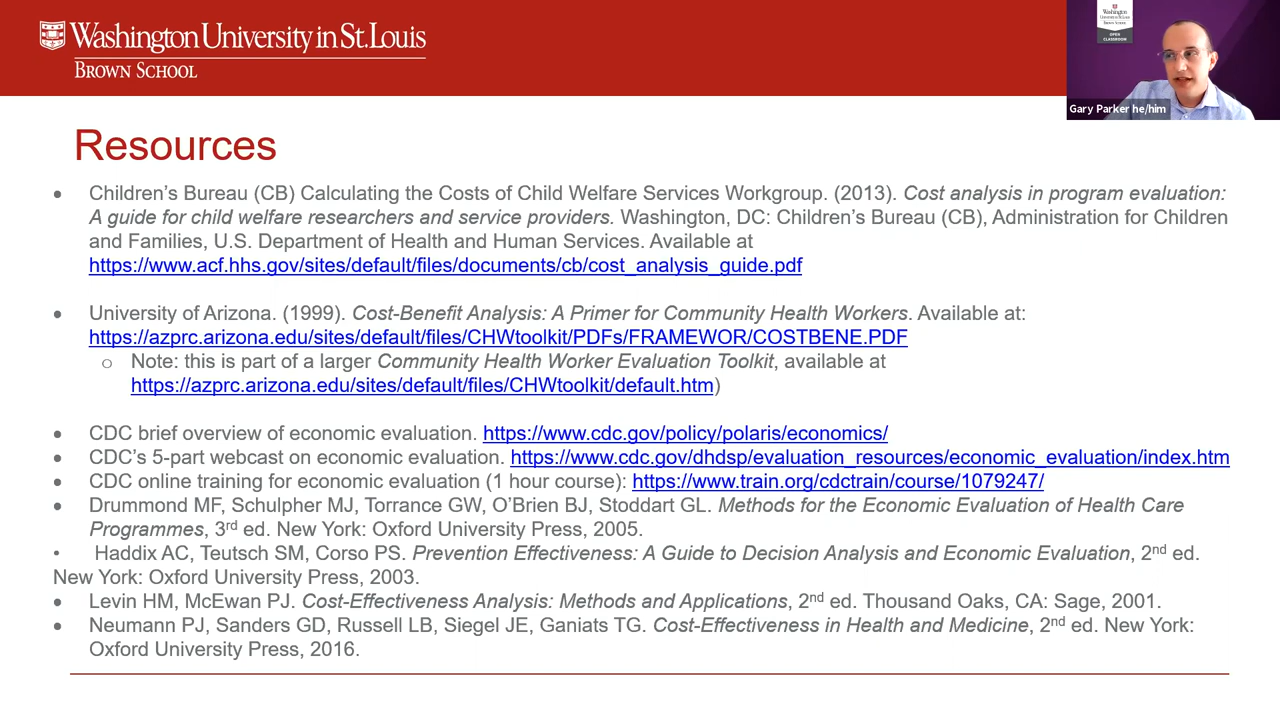 Washington University in St. Louis
BROWN SCHOOL
OPEN
CLASSROOM
Gary Parker he/him
Resources
• Children's Bureau (CB) Calculating the Costs of Child Welfare Services Workgroup. (2013). Cost analysis in program evaluation:
A guide for child welfare researchers and service providers. Washington, DC: Children's Bureau (CB), Administration for Children
and Families, U.S. Department of Health and Human Services. Available at
https://www.acf.hhs.gov/sites/default/files/documents/cb/cost_analysis_guide.pdf
• University of Arizona. (1999). Cost-Benefit Analysis: A Primer for Community Health Workers. Available at:
https://azprc.arizona.edu/sites/default/files/CHWtoolkit/PDFs/FRAMEWOR/COSTBENE.PDF
o Note: this is part of a larger Community Health Worker Evaluation Toolkit, available at
https://azprc.arizona.edu/sites/default/files/CHWtoolkit/default.htm)
• CDC brief overview of economic evaluation. https://www.cdc.gov/policy/polaris/economics/
• CDC's 5-part webcast on economic evaluation. https://www.cdc.gov/dhdsp/evaluation_resources/economic_evaluation/index.htm
• CDC online training for economic evaluation (1 hour course): https://www.train.org/cdctrain/course/1079247/
• Drummond MF, Schulpher MJ, Torrance GW, O'Brien BJ, Stoddart GL. Methods for the Economic Evaluation of Health Care
Programmes, 3rd ed. New York: Oxford University Press, 2005.
• Haddix AC, Teutsch SM, Corso PS. Prevention Effectiveness: A Guide to Decision Analysis and Economic Evaluation, 2nd ed.
New York: Oxford University Press, 2003.
• Levin HM, McEwan PJ. Cost-Effectiveness Analysis: Methods and Applications, 2nd ed. Thousand Oaks, CA: Sage, 2001.
• Neumann PJ, Sanders GD, Russell LB, Siegel JE, Ganiats TG. Cost-Effectiveness in Health and Medicine, 2nd ed. New York:
Oxford University Press, 2016.